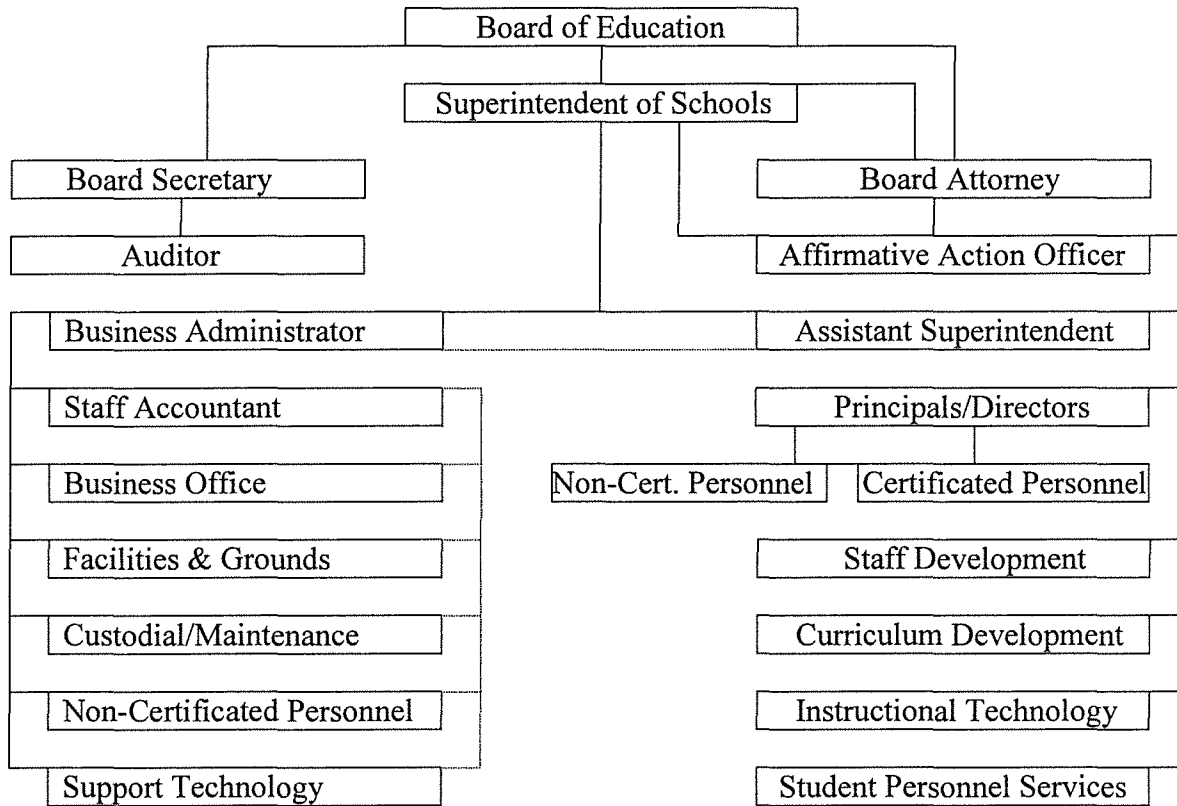 Board of Education
Superintendent of Schools
Board Secretary
Board Attorney
Auditor
Affirmative Action Officer
Business Administrator
Assistant Superintendent
Staff Accountant
Principals/Directors
Business Office
Non-Cert. Personnel
Certificated Personnel
Facilities & Grounds
Staff Development
Custodial/Maintenance
Curriculum Development
Non-Certificated Personnel
Instructional Technology
Support Technology
Student Personnel Services